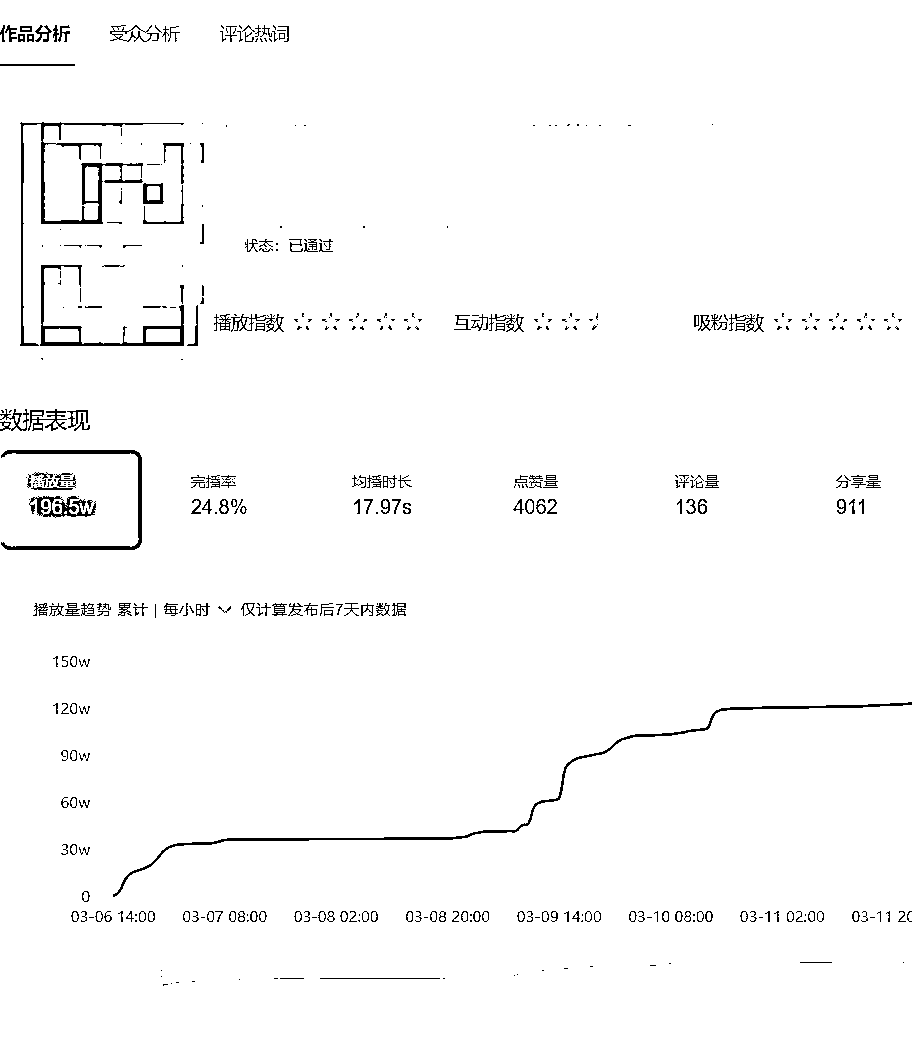 作品分析 受众分析 评论热词
状态：已通过
播放指数 互动指数 吸粉指数
数据表现
播放量 完播率 均播时长 点赞量 评论量 分享量
196.5w 24.8% 17.97s 4062 136 911
播放量趋势 累计 | 每小时 仅计算发布后7天内数据
150w
120w
90w
60w
30w
0
03-06 14:00 03-07 08:00 03-08 02:00 03-08 20:00 03-09 14:00 03-10 08:00 03-11 02:00 03-11 20